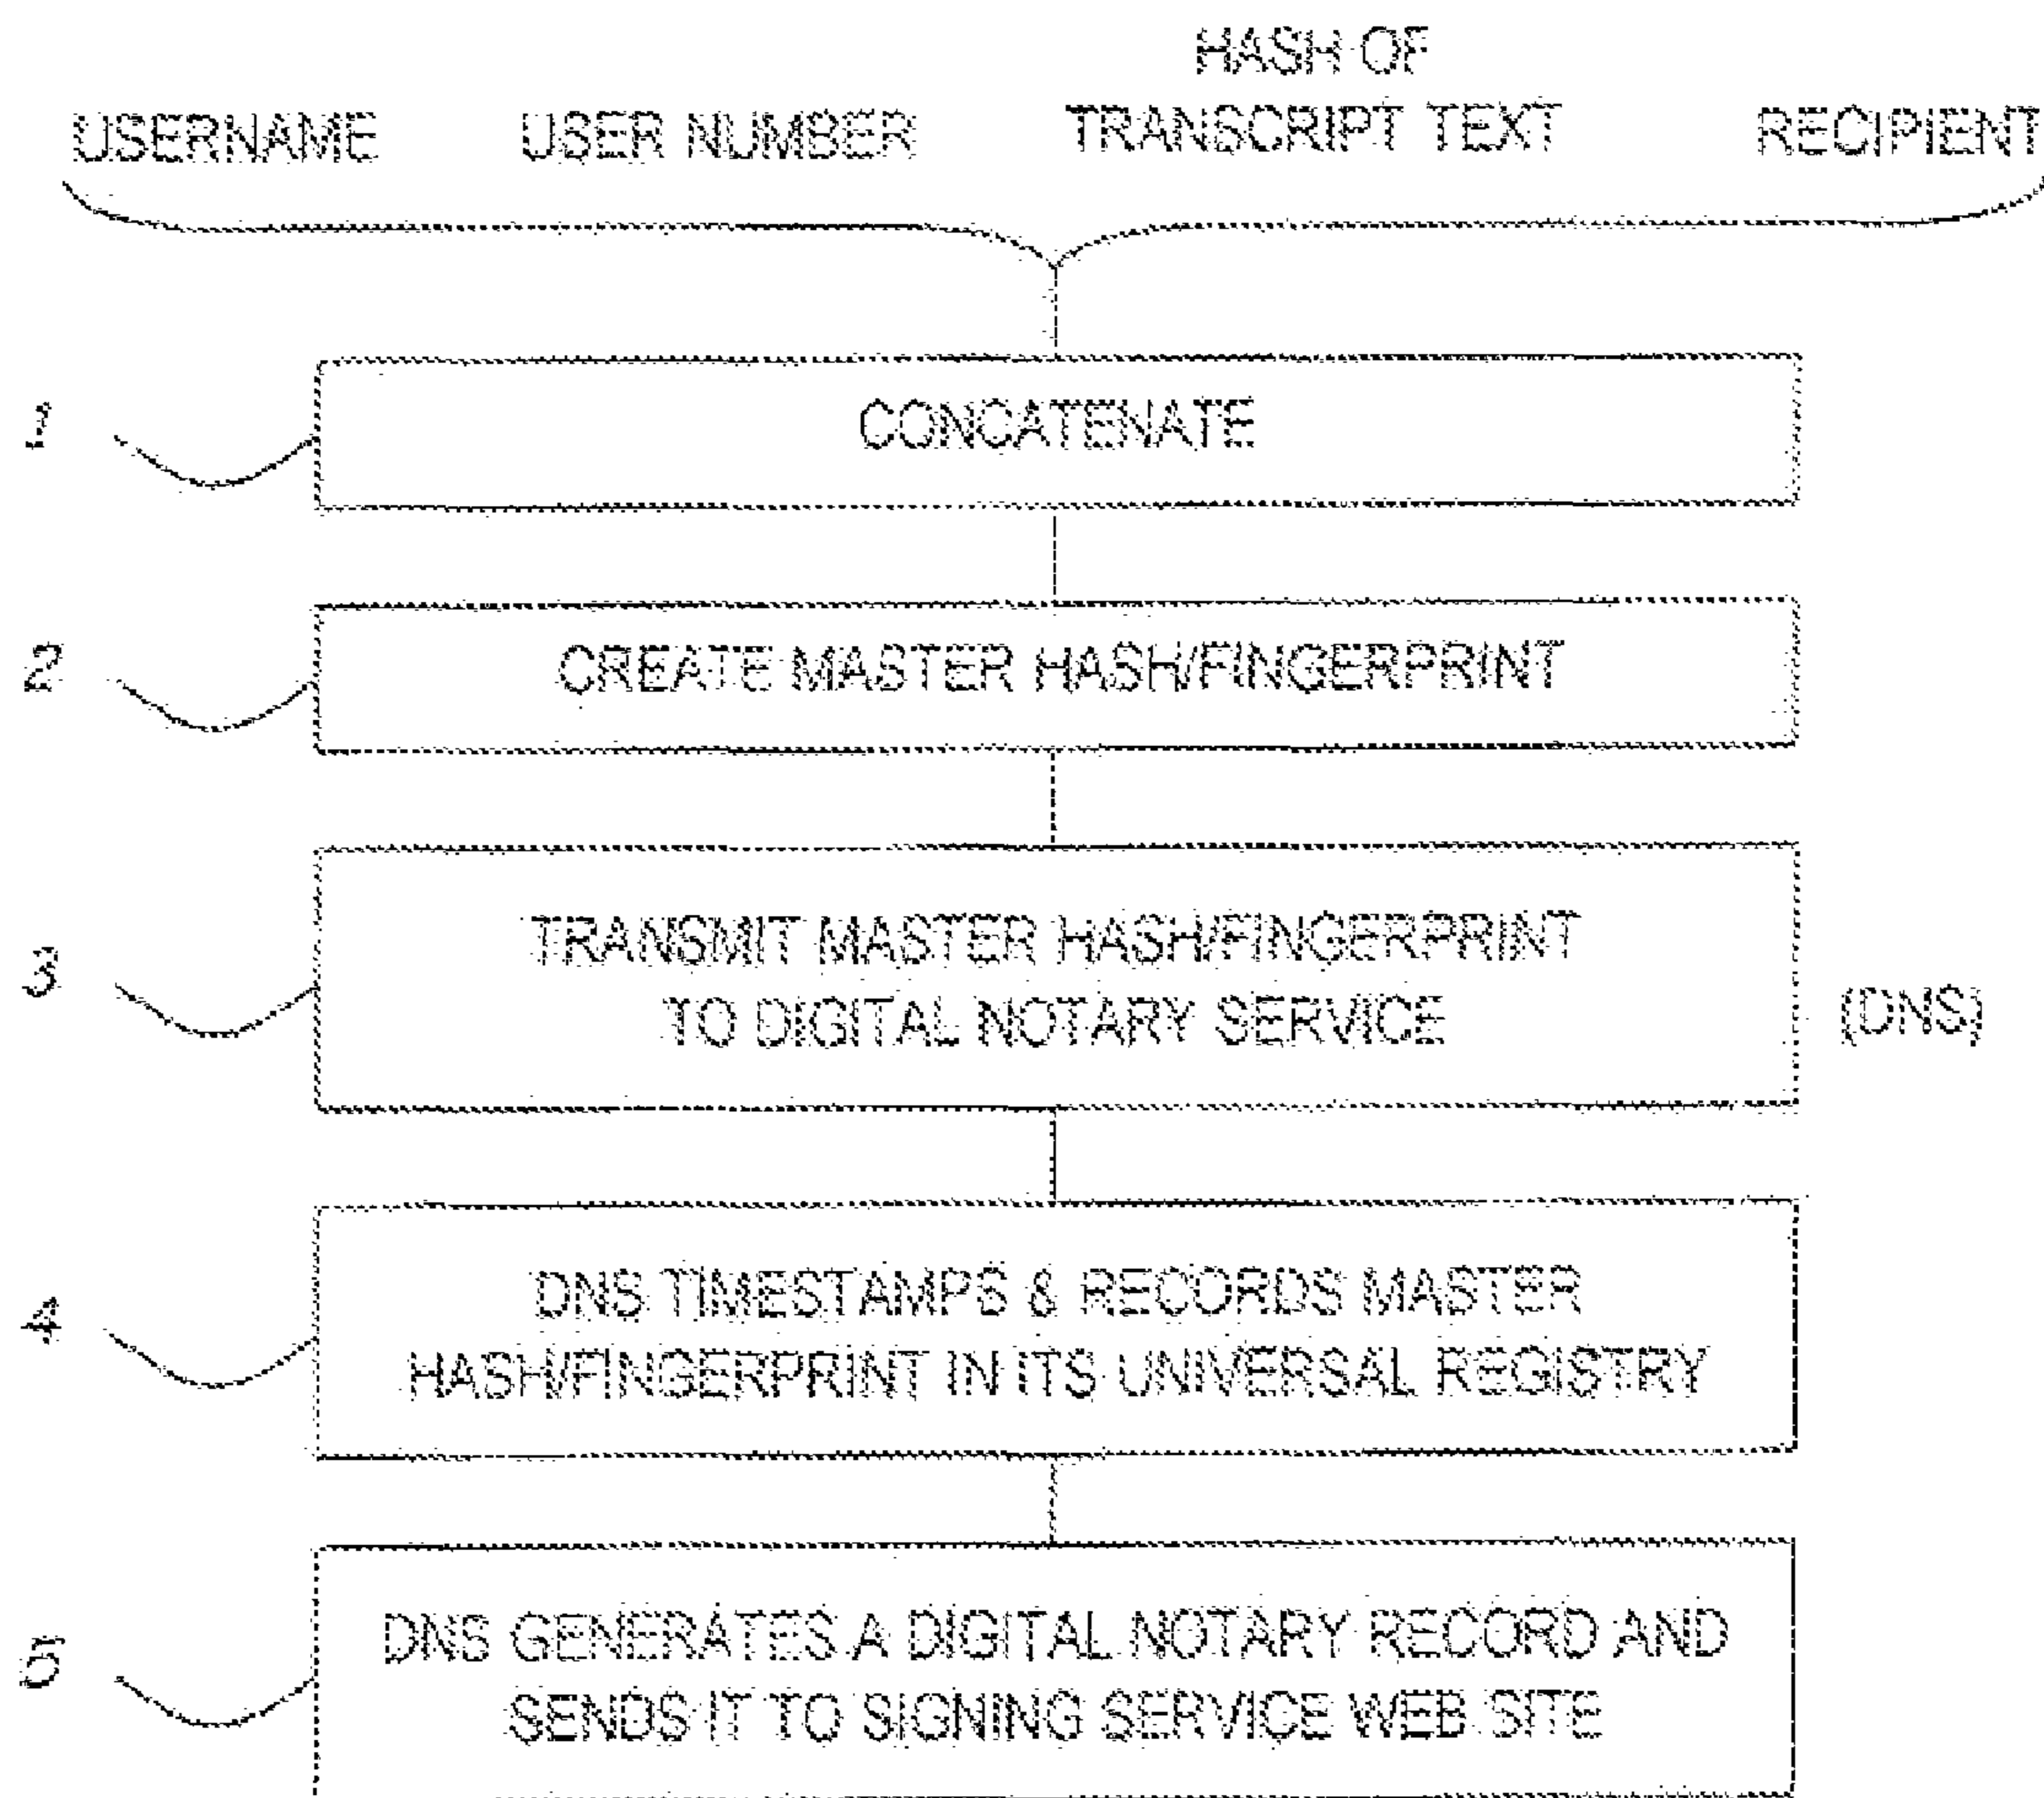 HASH OF
USERNAME USER NUMBER TRANSCRIPT TEXT RECIPIENT
1 CONCATENATE
2 CREATE MASTER HASH/FINGERPRINT
3 TRANSMIT MASTER HASH/FINGERPRINT
TO DIGITAL NOTARY SERVICE (DNS)
4 DNS TIMESTAMPS & RECORDS MASTER
HASH/FINGERPRINT IN ITS UNIVERSAL REGISTRY
5 DNS GENERATES A DIGITAL NOTARY RECORD AND
SENDS IT TO SIGNING SERVICE WEB SITE